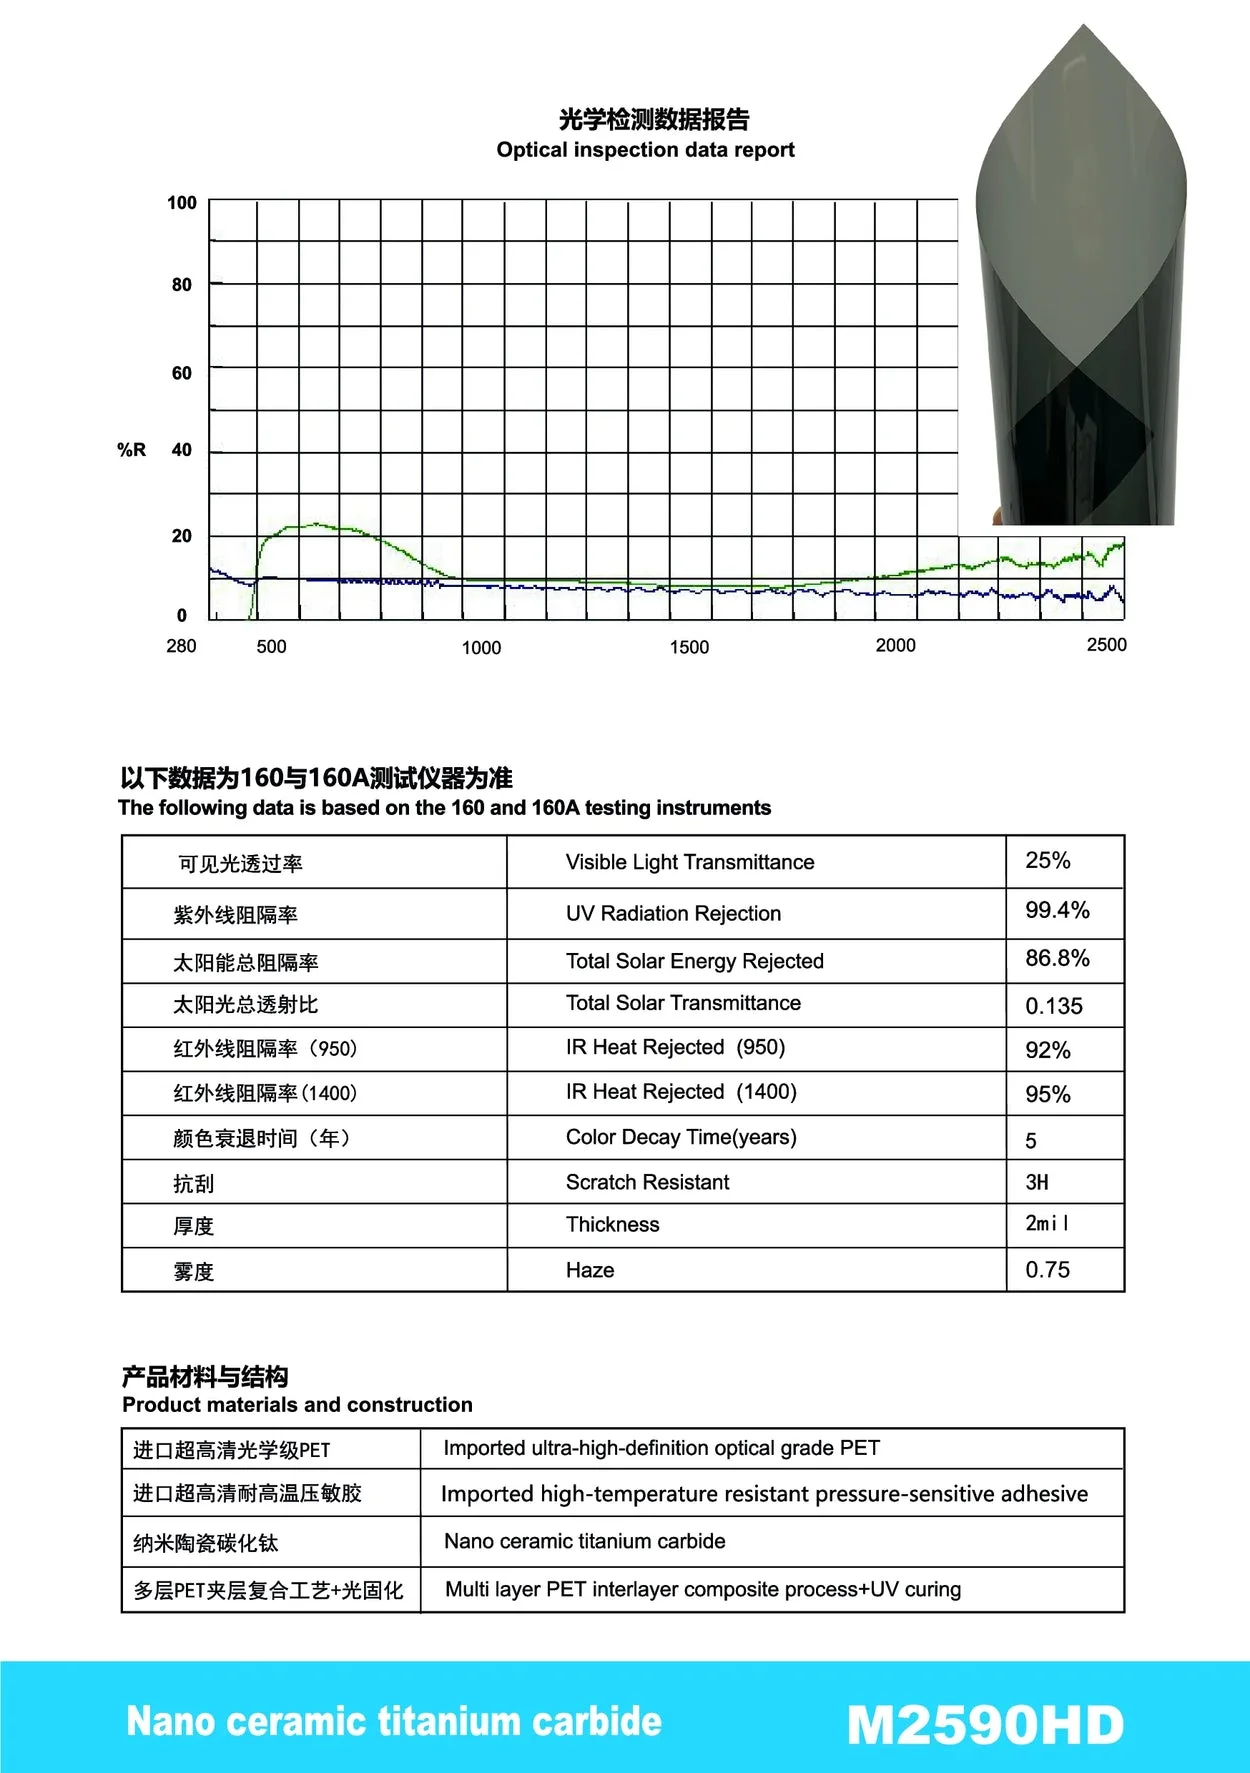 光学检测数据报告
Optical inspection data report
100
80
60
%R 40
20
0
280 500 1000 1500 2000 2500
以下数据为160与160A测试仪器为准
The following data is based on the 160 and 160A testing instruments
可见光透过率 Visible Light Transmittance 25%
紫外线阻隔率 UV Radiation Rejection 99.4%
太阳能总阻隔率 Total Solar Energy Rejected 86.8%
太阳光总透射比 Total Solar Transmittance 0.135
红外线阻隔率（950） IR Heat Rejected (950) 92%
红外线阻隔率(1400) IR Heat Rejected (1400) 95%
颜色衰退时间（年） Color Decay Time(years) 5
抗刮 Scratch Resistant 3H
厚度 Thickness 2mil
雾度 Haze 0.75
产品材料与结构
Product materials and construction
进口超高清光学级PET Imported ultra-high-definition optical grade PET
进口超高清耐高温压敏胶 Imported high-temperature resistant pressure-sensitive adhesive
纳米陶瓷碳化钛 Nano ceramic titanium carbide
多层PET夹层复合工艺+光固化 Multi layer PET interlayer composite process+UV curing
Nano ceramic titanium carbide M2590HD